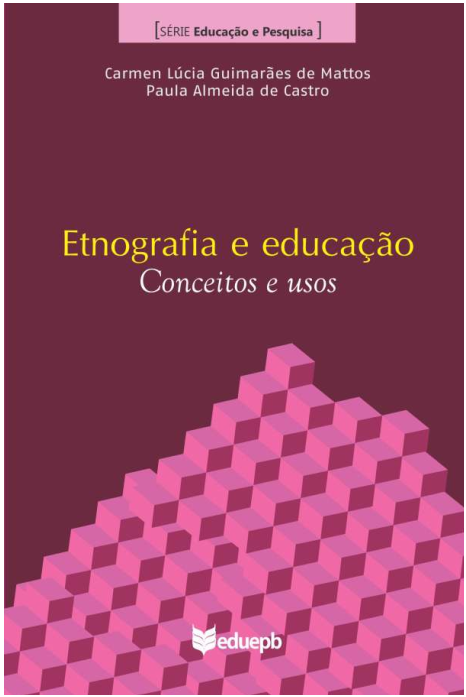 [SÉRIE Educação e Pesquisa]
Carmen Lúcia Guimarães de Mattos
Paula Almeida de Castro
Etnografia e educação
Conceitos e usos
eduepb